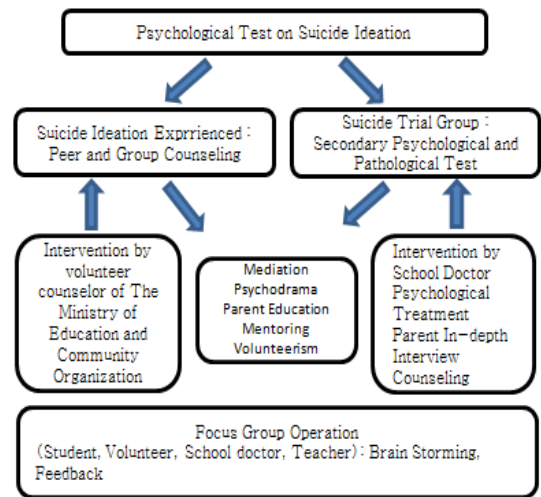 Psychological Test on Suicide Ideation
Suicide Ideation Exprrienced :
Peer and Group Counseling
Suicide Trial Group :
Secondary Psychological and
Pathological Test
Intervention by
volunteer
counselor of The
Ministry of
Education and
Community
Organization
Mediation
Psychodrama
Parent Education
Mentoring
Volunteerism
Intervention by
School Doctor
Psychological
Treatment
Parent In-depth
Interview
Counseling
Focus Group Operation
(Student, Volunteer, School doctor, Teacher) : Brain Storming,
Feedback